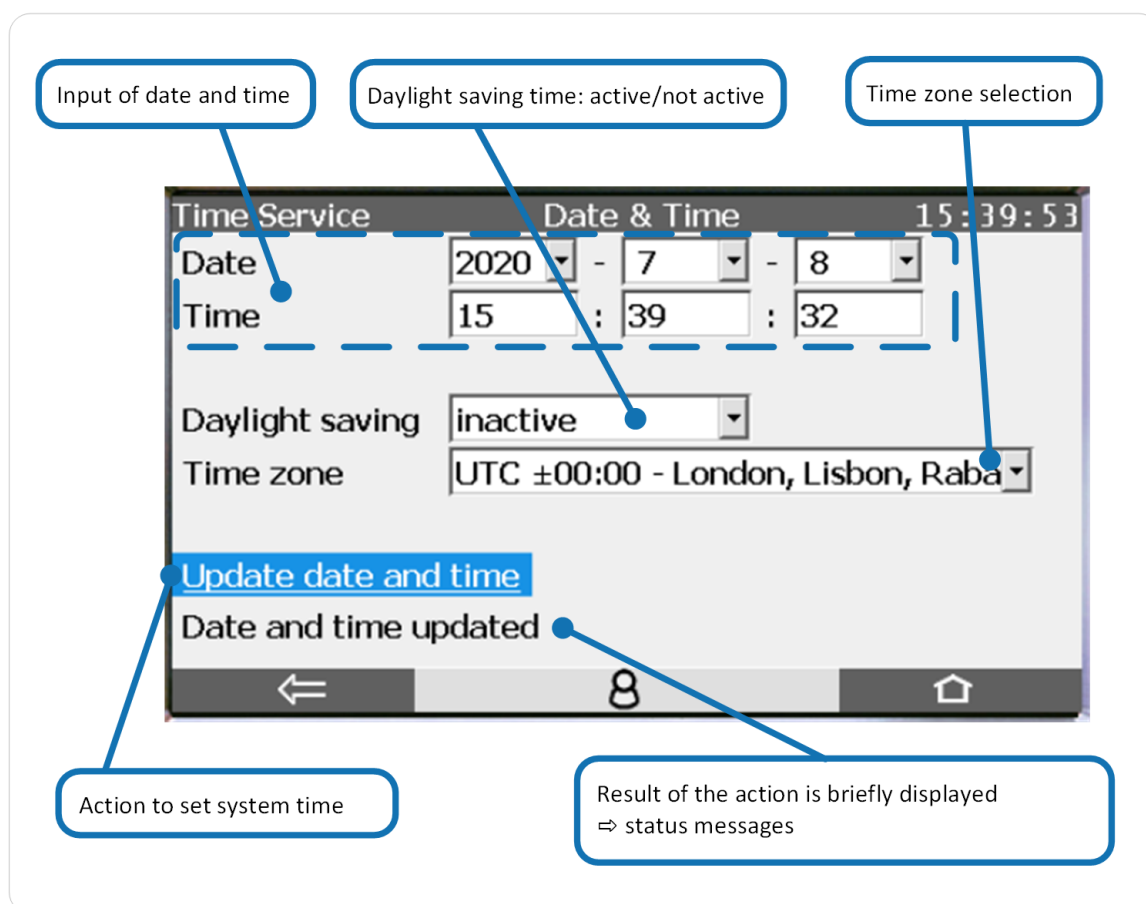 Input of date and time
Daylight saving time: active/not active
Time zone selection
Time Service Date & Time 15:39:53
Date 2020 - 7 - 8
Time 15 : 39 : 32
Daylight saving inactive
Time zone UTC ±00:00 - London, Lisbon, Raba
Update date and time
Date and time updated
Action to set system time
Result of the action is briefly displayed
⇨ status messages